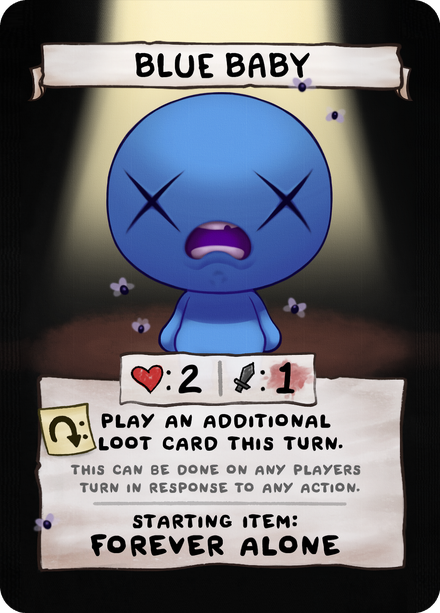 BLUE BABY
:2 | :1
: PLAY AN ADDITIONAL
LOOT CARD THIS TURN.
THIS CAN BE DONE ON ANY PLAYERS
TURN IN RESPONSE TO ANY ACTION.
STARTING ITEM:
FOREVER ALONE